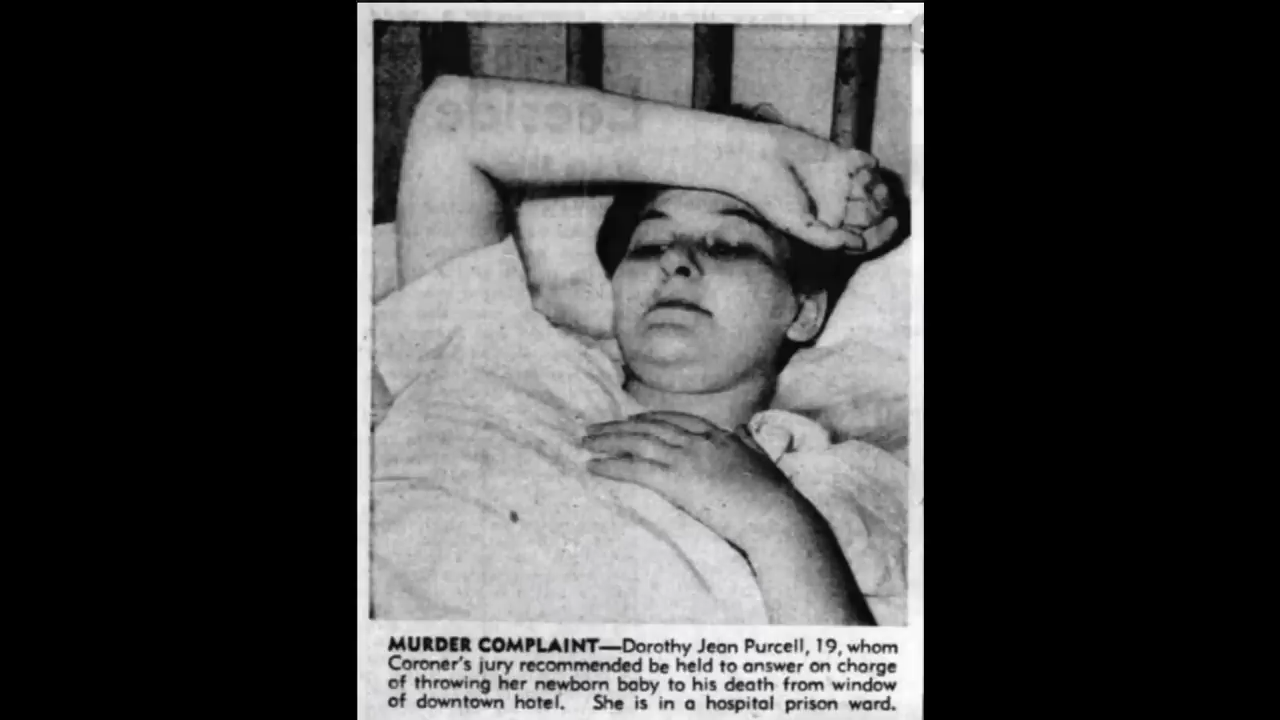 MURDER COMPLAINT—Dorothy Jean Purcell, 19, whom
Coroner's jury recommended be held to answer on charge
of throwing her newborn baby to his death from window
of downtown hotel. She is in a hospital prison ward.